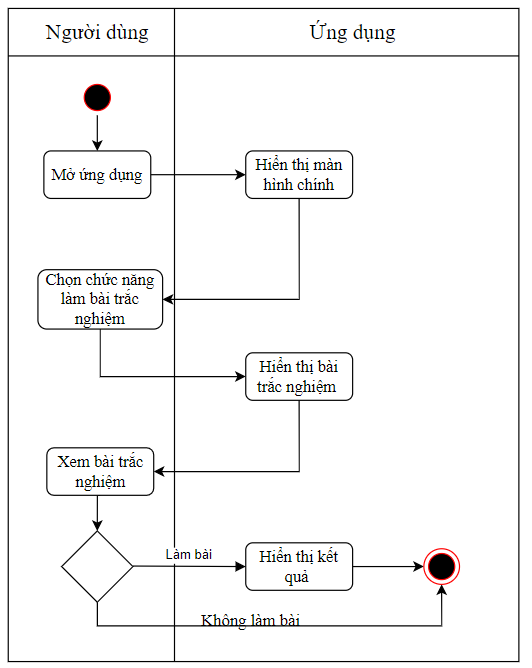 Người dùng
Ứng dụng
Mở ứng dụng
Hiển thị màn
hình chính
Chọn chức năng
làm bài trắc
nghiệm
Hiển thị bài
trắc nghiệm
Xem bài trắc
nghiệm
Làm bài
Hiển thị kết
quả
Không làm bài